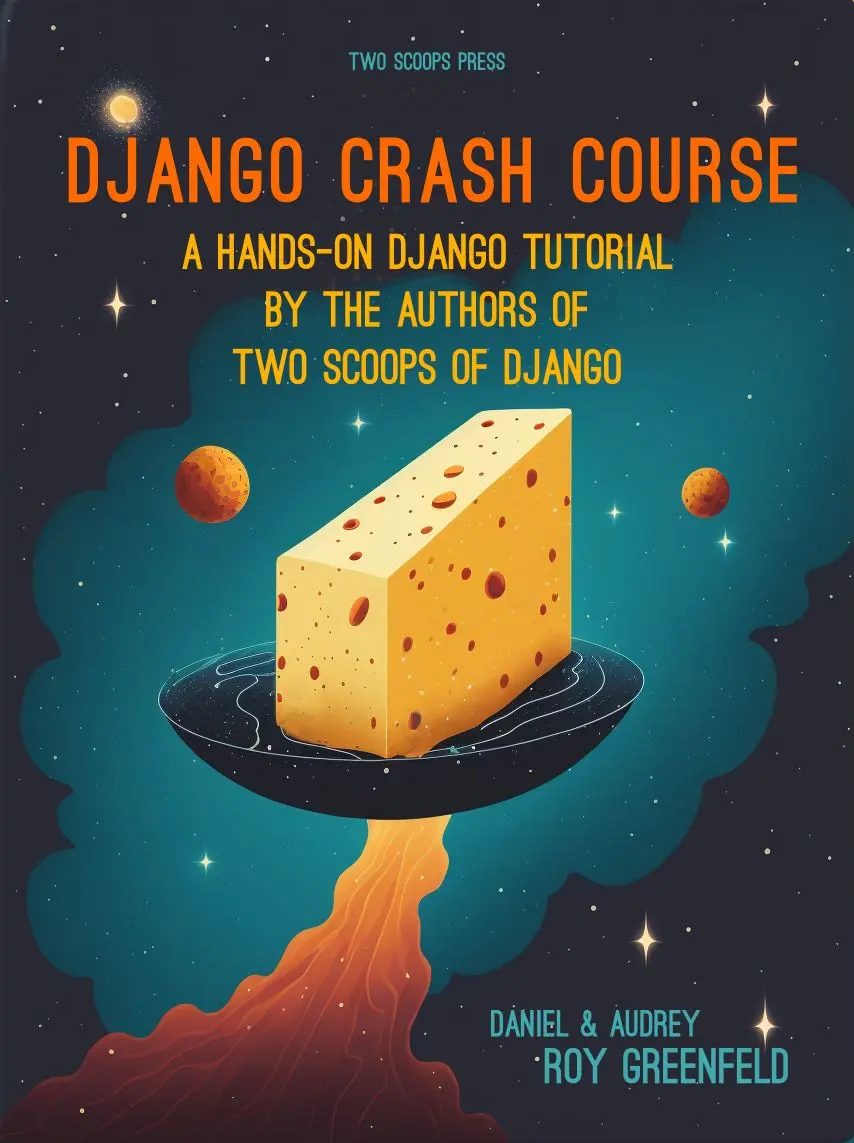 TWO SCOOPS PRESS
DJANGO CRASH COURSE
A HANDS-ON DJANGO TUTORIAL
BY THE AUTHORS OF
TWO SCOOPS OF DJANGO
DANIEL & AUDREY
ROY GREENFELD